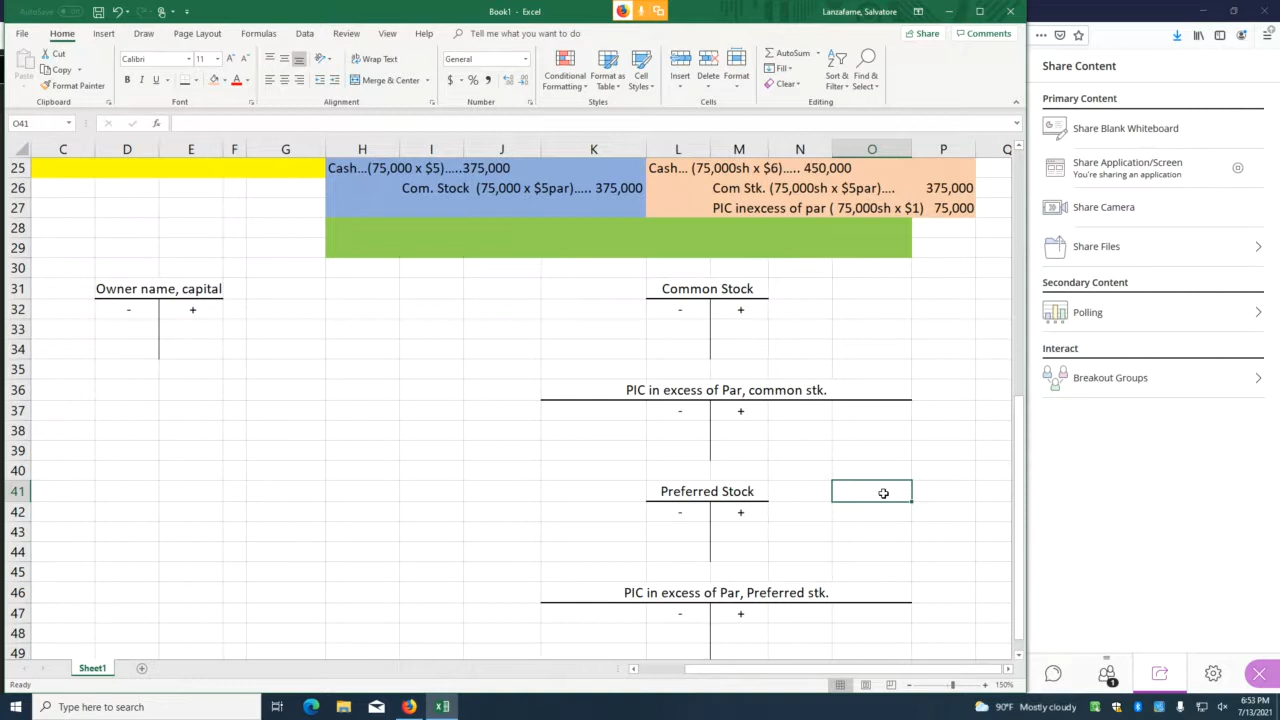 AutoSave Off
Book1 - Excel
Lanzafame, Salvatore
File Home Insert Draw Page Layout Formulas Data Review View Help Tell me what you want to do Share Comments
Paste
Cut
Copy
Format Painter
Clipboard
Calibri 11
B I U
Font
Wrap Text
Merge & Center
Alignment
General
$ % ,
Number
Conditional Formatting
Format as Table
Cell Styles
Styles
Insert Delete Format
Cells
AutoSum
Fill
Clear
Sort & Filter
Find & Select
Editing
O41
fx
C D E F G H I J K L M N O P Q
25 Cash...(75,000 x $5).....375,000 Cash... (75,000sh x $6)..... 450,000
26 Com. Stock (75,000 x $5par)..... 375,000 Com Stk. (75,000sh x $5par).... 375,000
27 PIC inexcess of par ( 75,000sh x $1) 75,000
28
29
30
31 Owner name, capital Common Stock
32 - + - +
33
34
35
36 PIC in excess of Par, common stk.
37 - +
38
39
40
41 Preferred Stock
42 - +
43
44
45
46 PIC in excess of Par, Preferred stk.
47 - +
48
49
Sheet1
Ready
150%
Share Content
Primary Content
Share Blank Whiteboard
Share Application/Screen
You're sharing an application
Share Camera
Share Files
Secondary Content
Polling
Interact
Breakout Groups
1
Type here to search
90°F Mostly cloudy
6:53 PM
7/13/2021